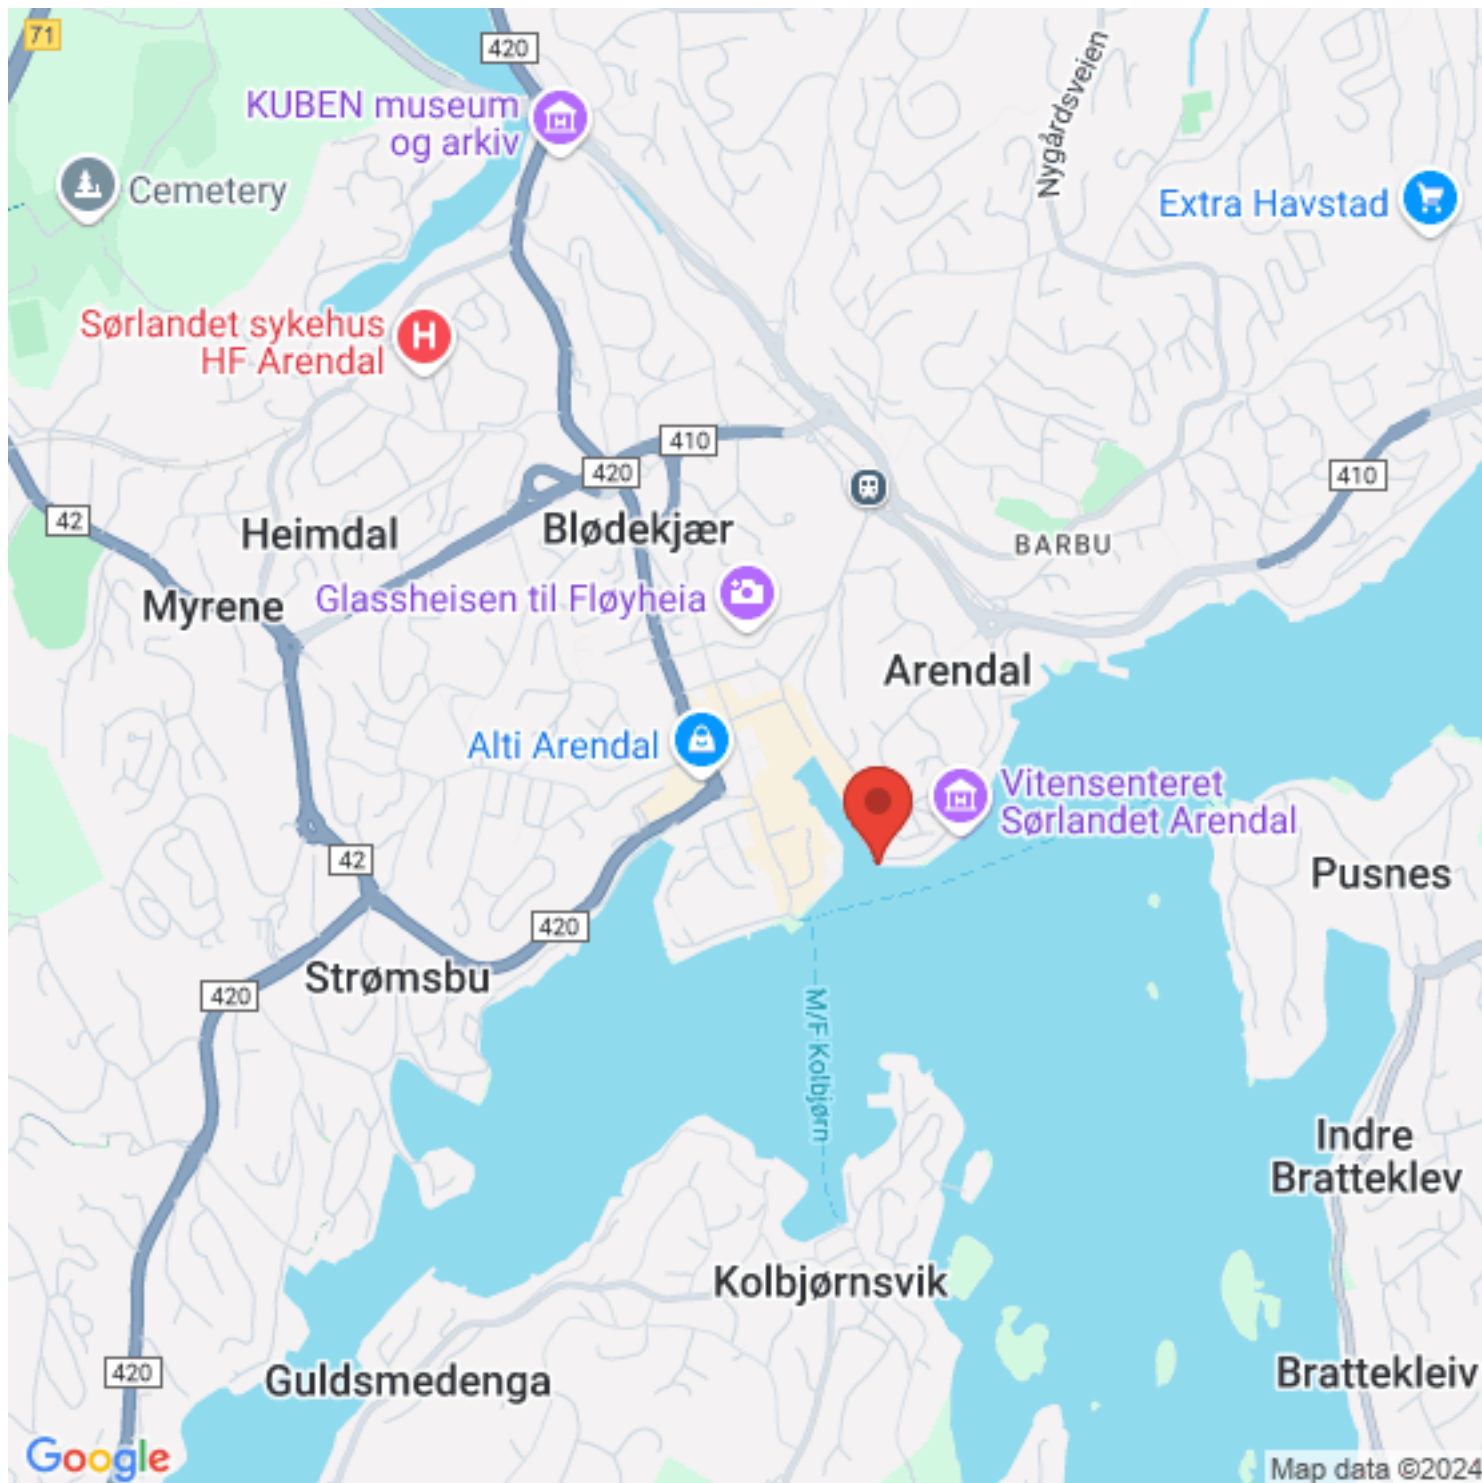 71
420
KUBEN museum
og arkiv
Nygårdsveien
Cemetery
Extra Havstad
Sørlandet sykehus
HF Arendal
H
410
420
410
42
Heimdal
Blødekjær
BARBU
Myrene
Glassheisen til Fløyheia
Arendal
Alti Arendal
Vitensenteret
Sørlandet Arendal
42
Pusnes
420
Strømsbu
420
M/F Kolbjørn
Indre
Bratteklev
Kolbjørnsvik
420
Guldsmedenga
Brattekleiv
Google
Map data ©2024